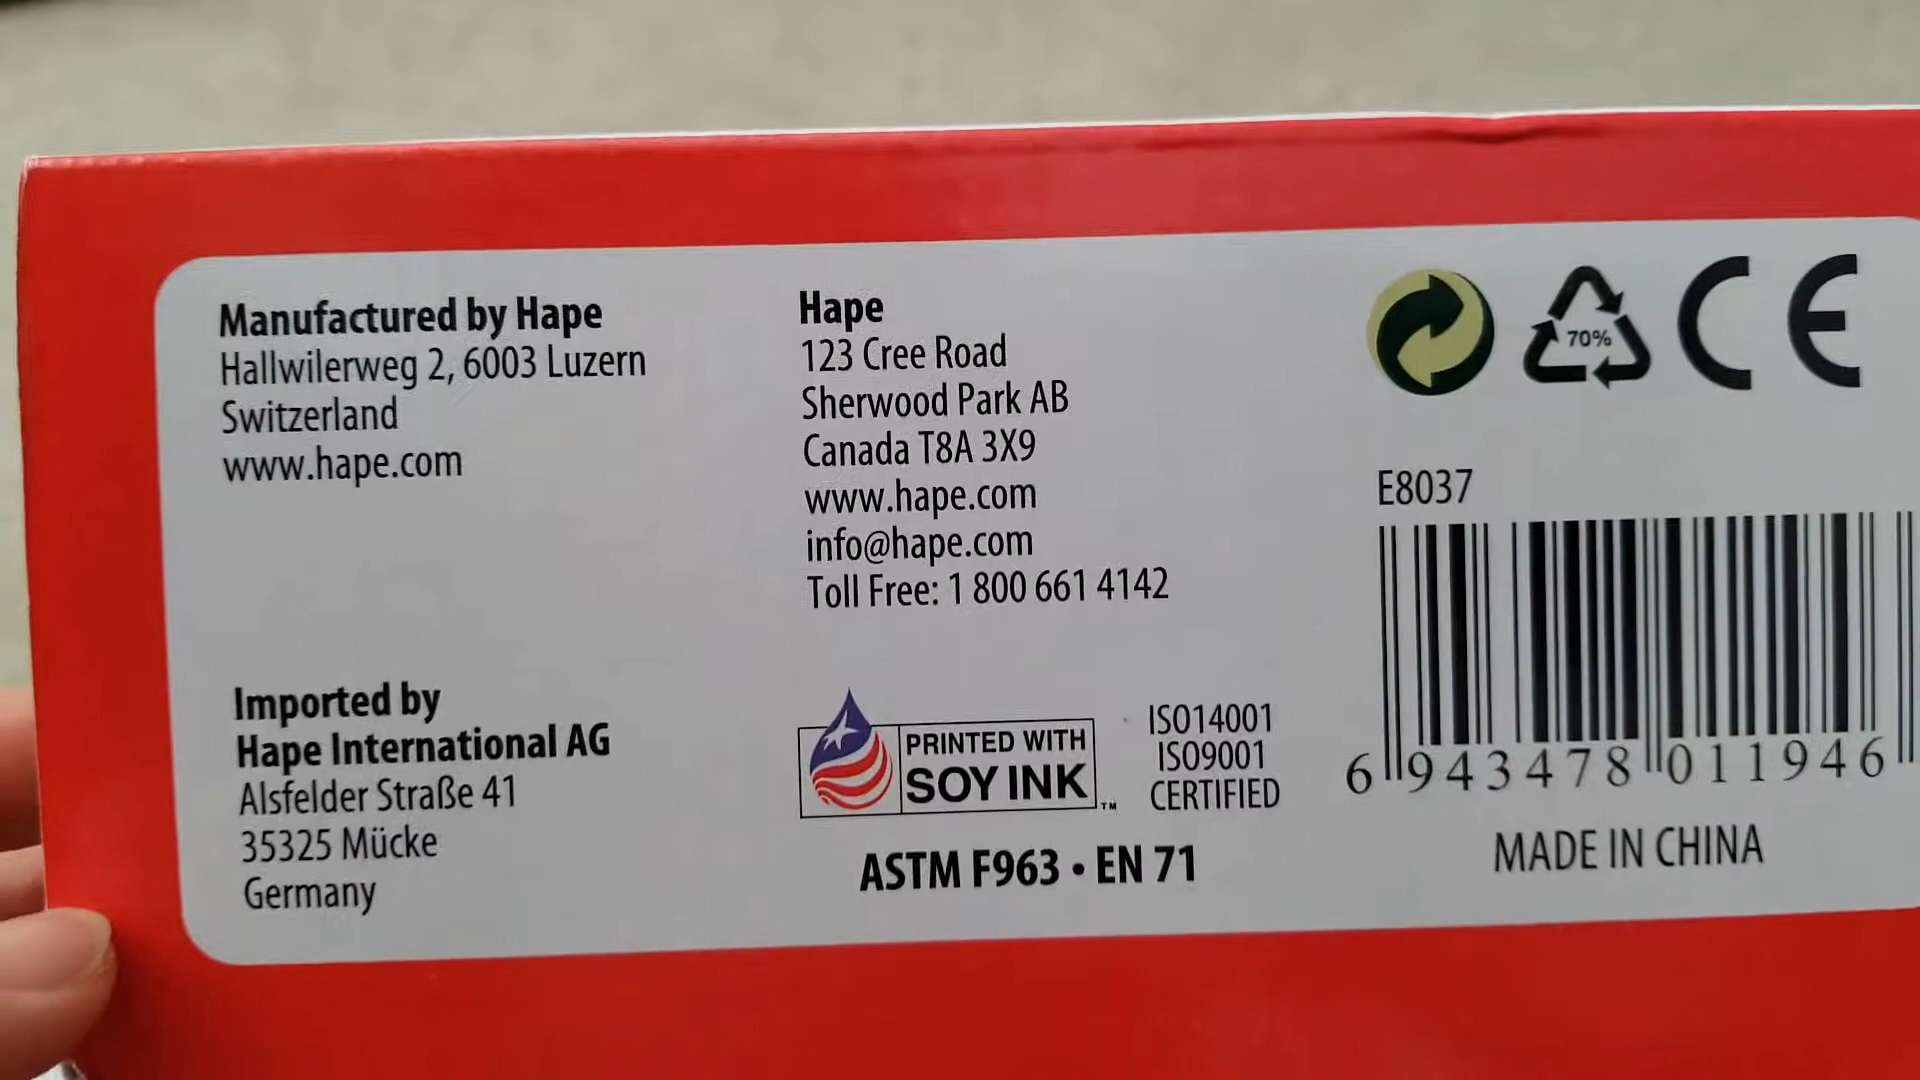 Manufactured by Hape
Hallwilerweg 2, 6003 Luzern
Switzerland
www.hape.com
Imported by
Hape International AG
Alsfelder Straße 41
35325 Mücke
Germany
Hape
123 Cree Road
Sherwood Park AB
Canada T8A 3X9
www.hape.com
info@hape.com
Toll Free: 1 800 661 4142
PRINTED WITH
SOY INK ™
ISO14001
ISO9001
CERTIFIED
ASTM F963 • EN 71
70%
CE
E8037
6 943478 011946
MADE IN CHINA